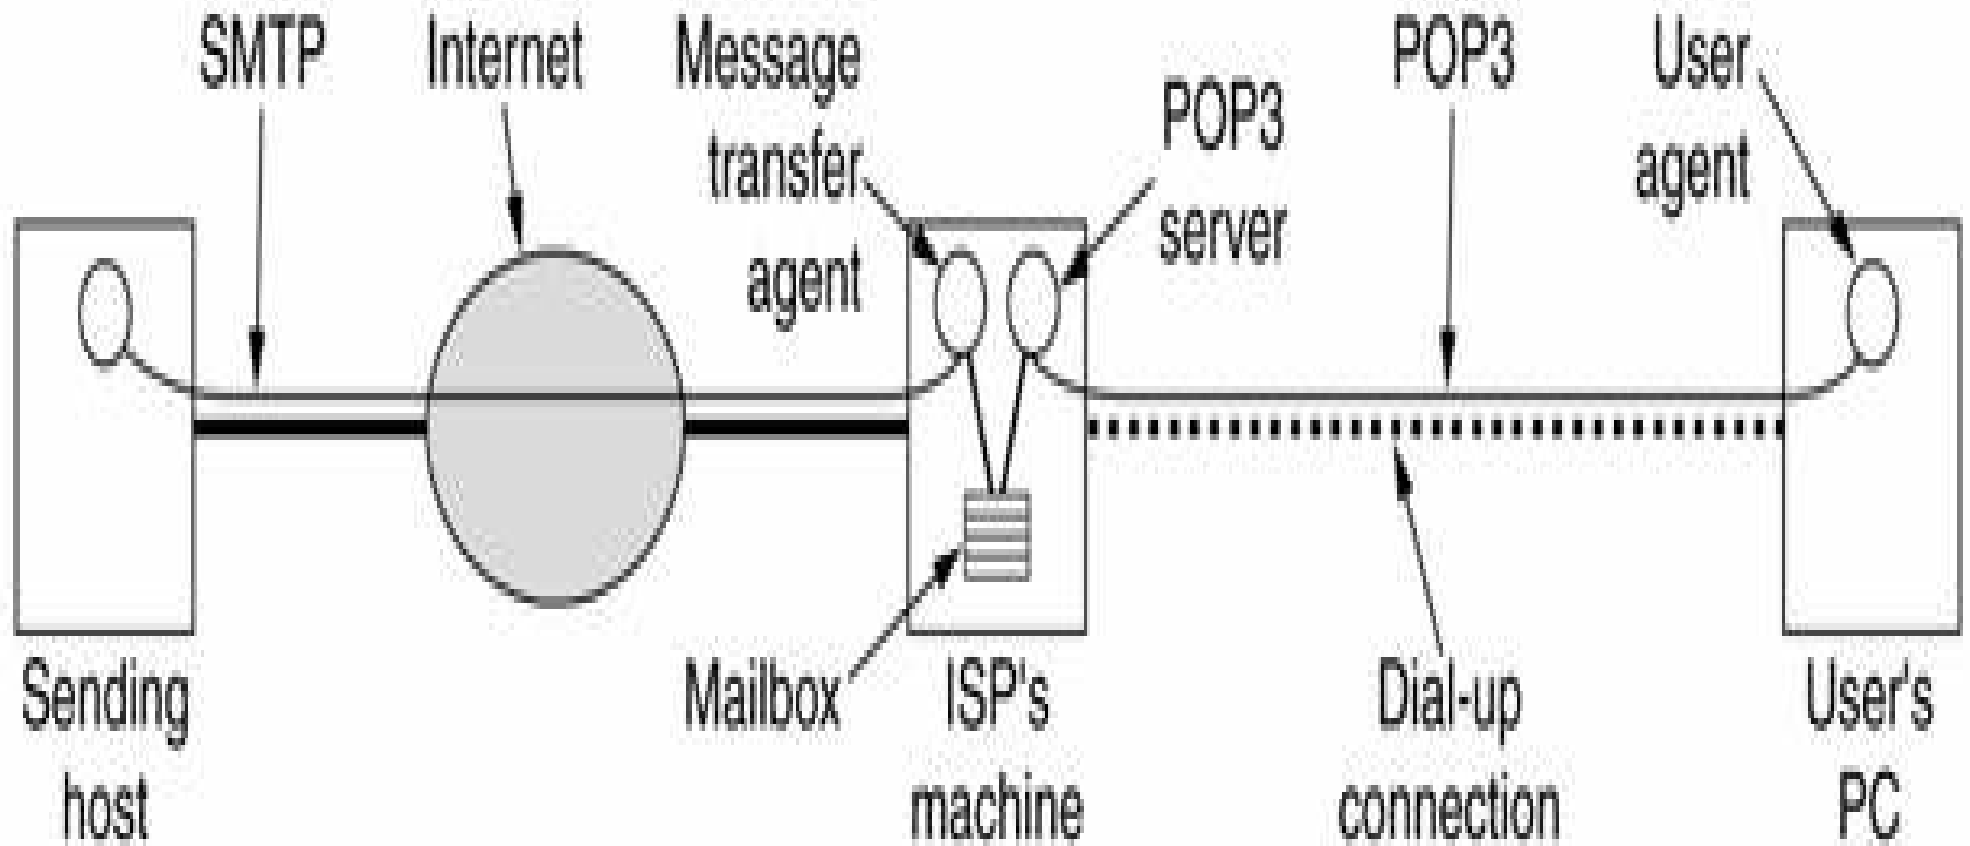 SMTP
Internet
Message
transfer
agent
POP3
server
POP3
User
agent
Sending
host
Mailbox
ISP's
machine
Dial-up
connection
User's
PC